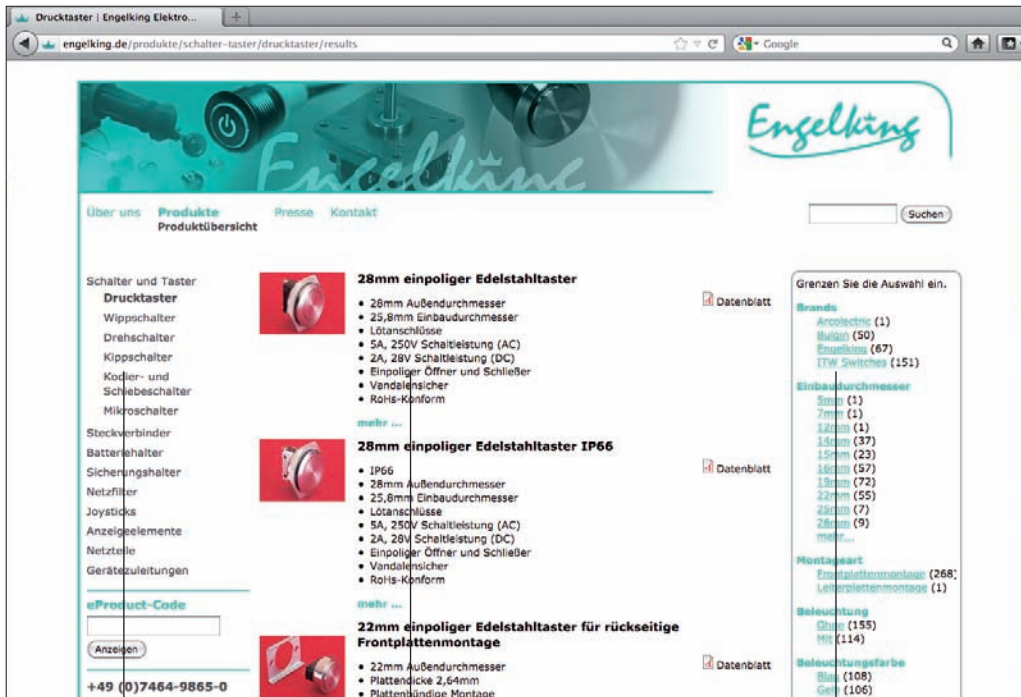 Drucktaster | Engelking Elektro...
engelking.de/produkte/schalter-taster/drucktaster/results
Google
Engelking
Engelking
Über uns
Produkte
Presse
Kontakt
Produktübersicht
Suchen
Schalter und Taster
Drucktaster
Wippschalter
Drehschalter
Kippschalter
Kodier- und
Schiebeschalter
Mikroschalter
Steckverbinder
Batteriehalter
Sicherungshalter
Netzfilter
Joysticks
Anzeigeelemente
Netzteile
Gerätezuleitungen
eProduct-Code
Anzeigen
+49 (0)7464-9865-0
28mm einpoliger Edelstahltaster
Datenblatt
• 28mm Außendurchmesser
• 25,8mm Einbaudurchmesser
• Lötanschlüsse
• 5A, 250V Schaltleistung (AC)
• 2A, 28V Schaltleistung (DC)
• Einpoliger Öffner und Schließer
• Vandalensicher
• RoHs-Konform
mehr ...
28mm einpoliger Edelstahltaster IP66
Datenblatt
• IP66
• 28mm Außendurchmesser
• 25,8mm Einbaudurchmesser
• Lötanschlüsse
• 5A, 250V Schaltleistung (AC)
• 2A, 28V Schaltleistung (DC)
• Einpoliger Öffner und Schließer
• Vandalensicher
• RoHs-Konform
mehr ...
22mm einpoliger Edelstahltaster für rückseitige
Frontplattenmontage
Datenblatt
• 22mm Außendurchmesser
• Plattendicke 2,64mm
• Plattenbündige Montage
Grenzen Sie die Auswahl ein.
Brands
Arcolectric (1)
Bulgin (50)
Engelking (67)
ITW Switches (151)
Einbaudurchmesser
5mm (1)
7mm (1)
12mm (1)
14mm (37)
15mm (23)
16mm (57)
19mm (72)
22mm (55)
25mm (7)
28mm (9)
mehr...
Montageart
Frontplattenmontage (268)
Leiterplattenmontage (1)
Beleuchtung
Ohne (155)
Mit (114)
Beleuchtungsfarbe
Blau (108)
Gelb (106)